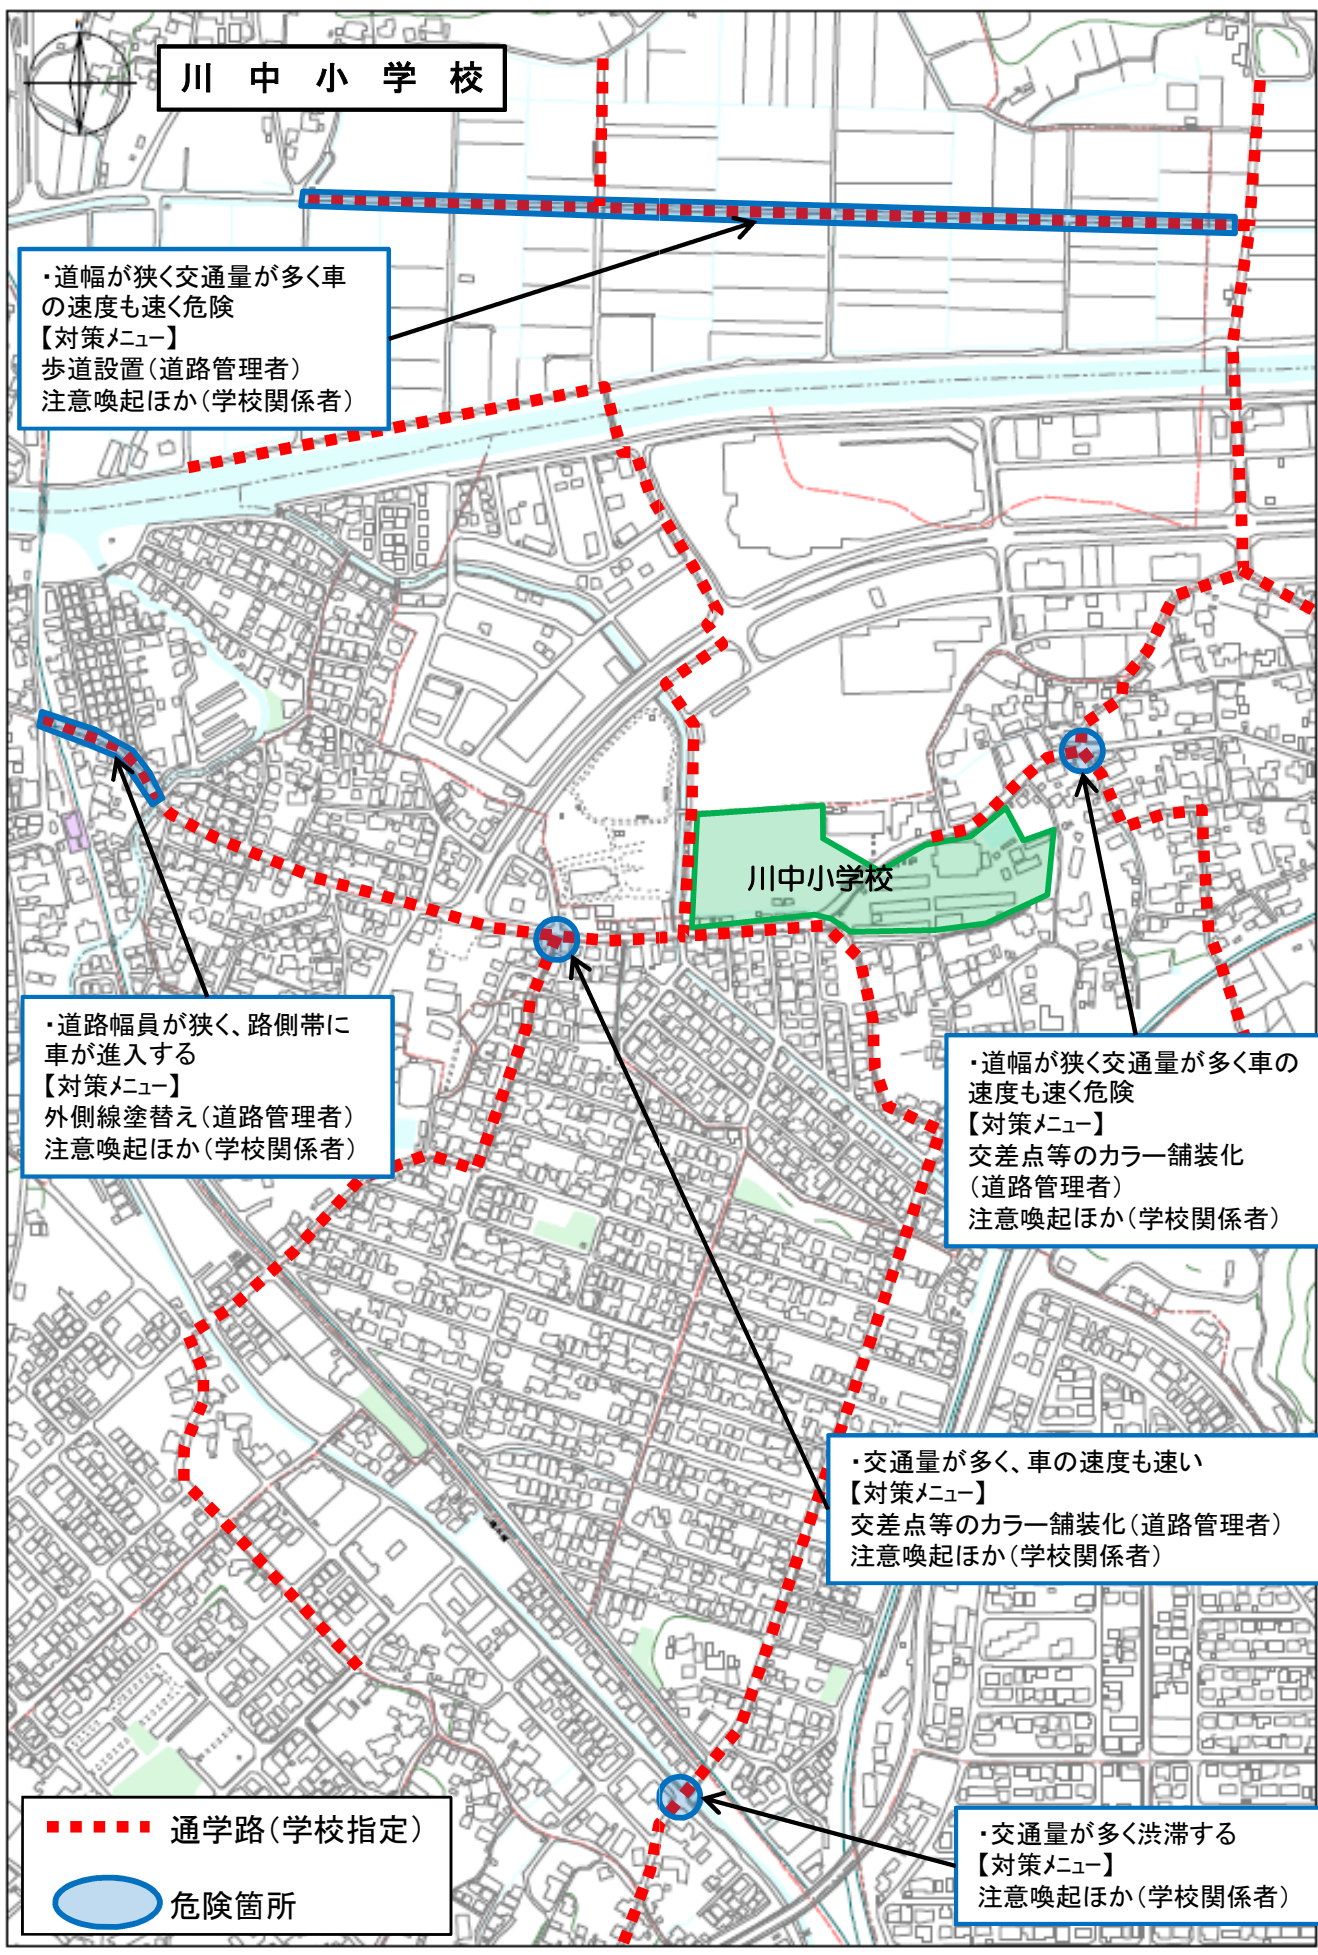 川中小学校
・道幅が狭く交通量が多く車
の速度も速く危険
【対策メニュー】
歩道設置(道路管理者)
注意喚起ほか(学校関係者)
川中小学校
・道路幅員が狭く、路側帯に
車が進入する
【対策メニュー】
外側線塗替え(道路管理者)
注意喚起ほか(学校関係者)
・道幅が狭く交通量が多く車の
速度も速く危険
【対策メニュー】
交差点等のカラー舗装化
(道路管理者)
注意喚起ほか(学校関係者)
・交通量が多く、車の速度も速い
【対策メニュー】
交差点等のカラー舗装化(道路管理者)
注意喚起ほか(学校関係者)
・交通量が多く渋滞する
【対策メニュー】
注意喚起ほか(学校関係者)
通学路(学校指定)
危険箇所